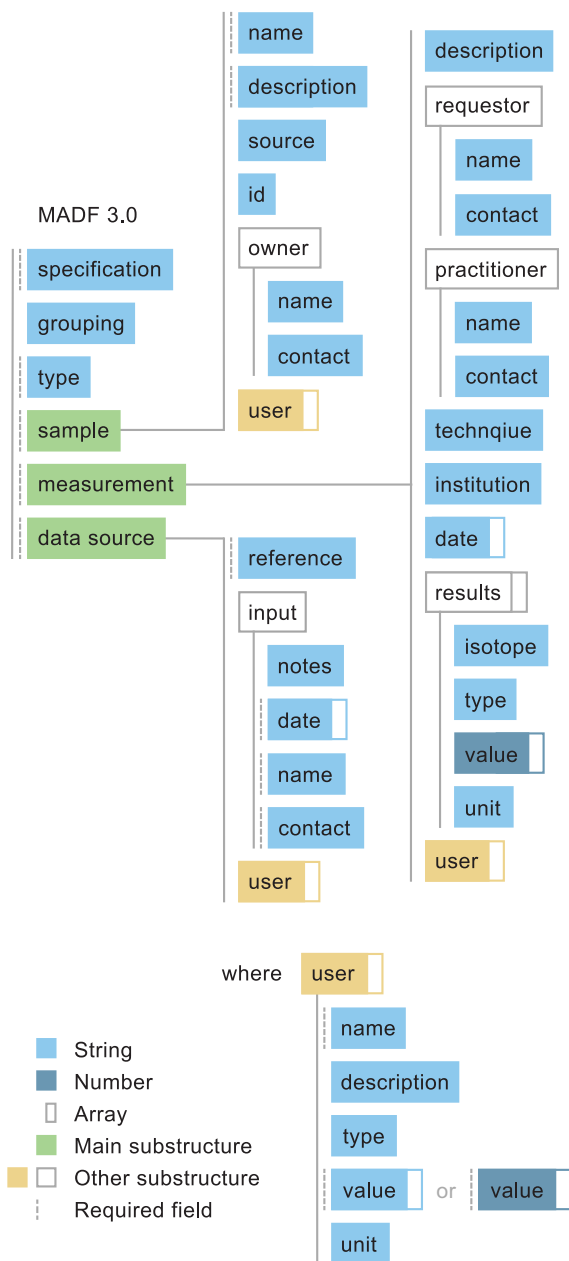 MADF 3.0
specification
grouping
type
sample
measurement
data source
name
description
source
id
owner
name
contact
user
description
requestor
name
contact
practitioner
name
contact
technqiue
institution
date
results
isotope
type
value
unit
user
reference
input
notes
date
name
contact
user
where user
name
description
type
value or value
unit
String
Number
Array
Main substructure
Other substructure
Required field